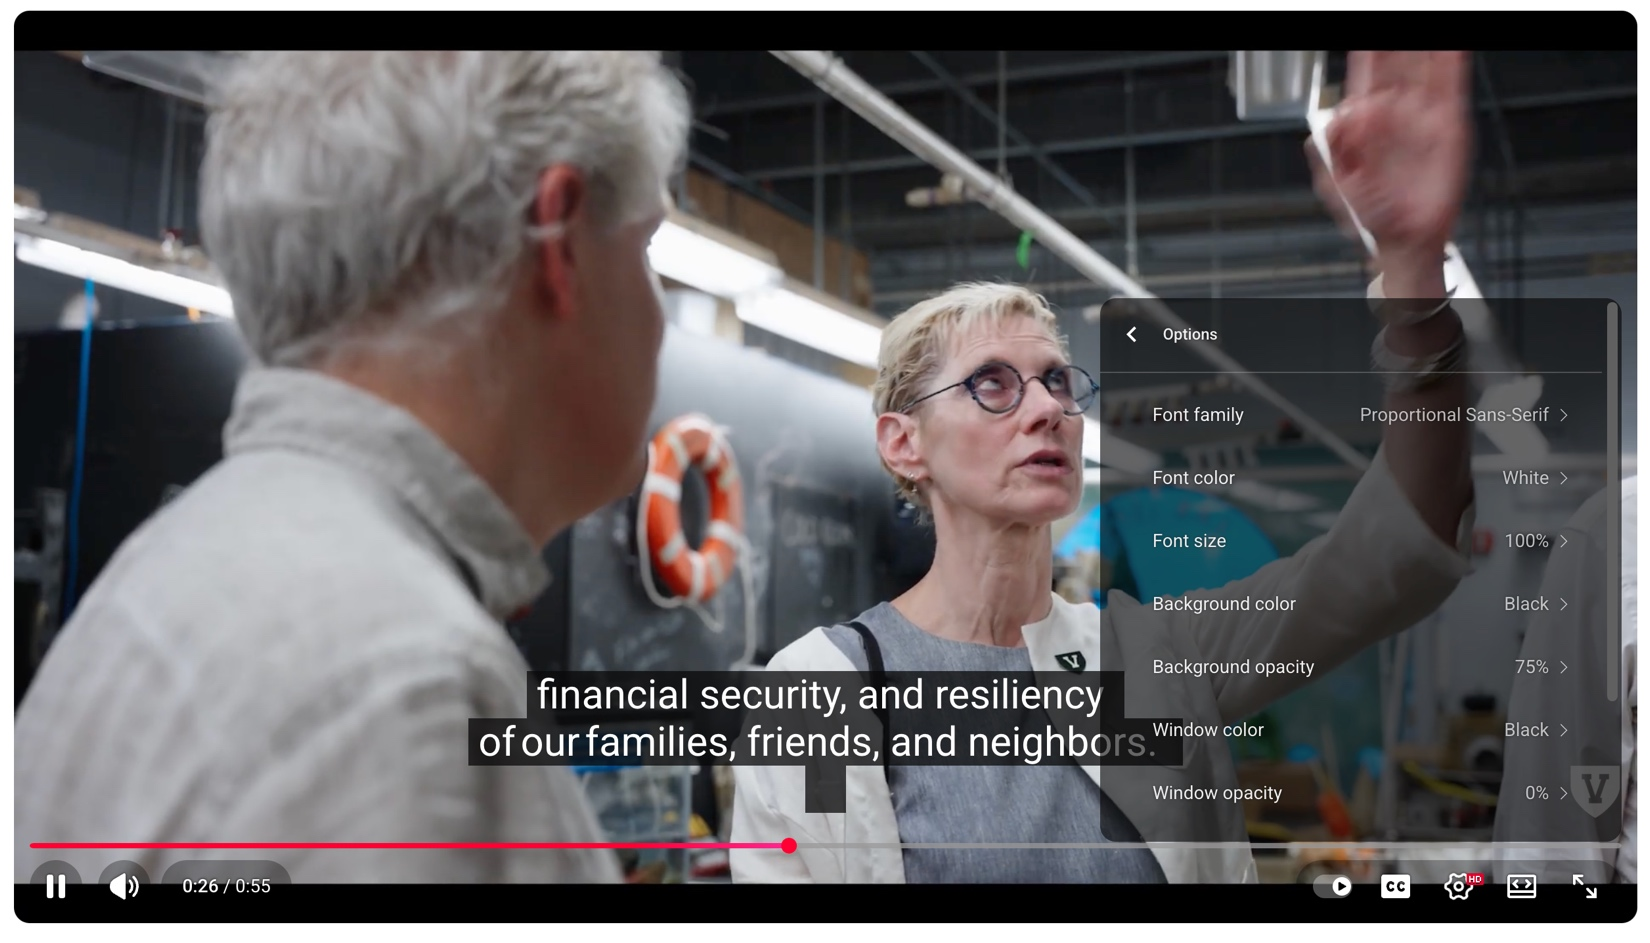 Options
Font family Proportional Sans-Serif
Font color White
Font size 100%
Background color Black
Background opacity 75%
Window color Black
Window opacity 0%
financial security, and resiliency
of our families, friends, and neighbors.
V
V
0:26 / 0:55
CC
HD